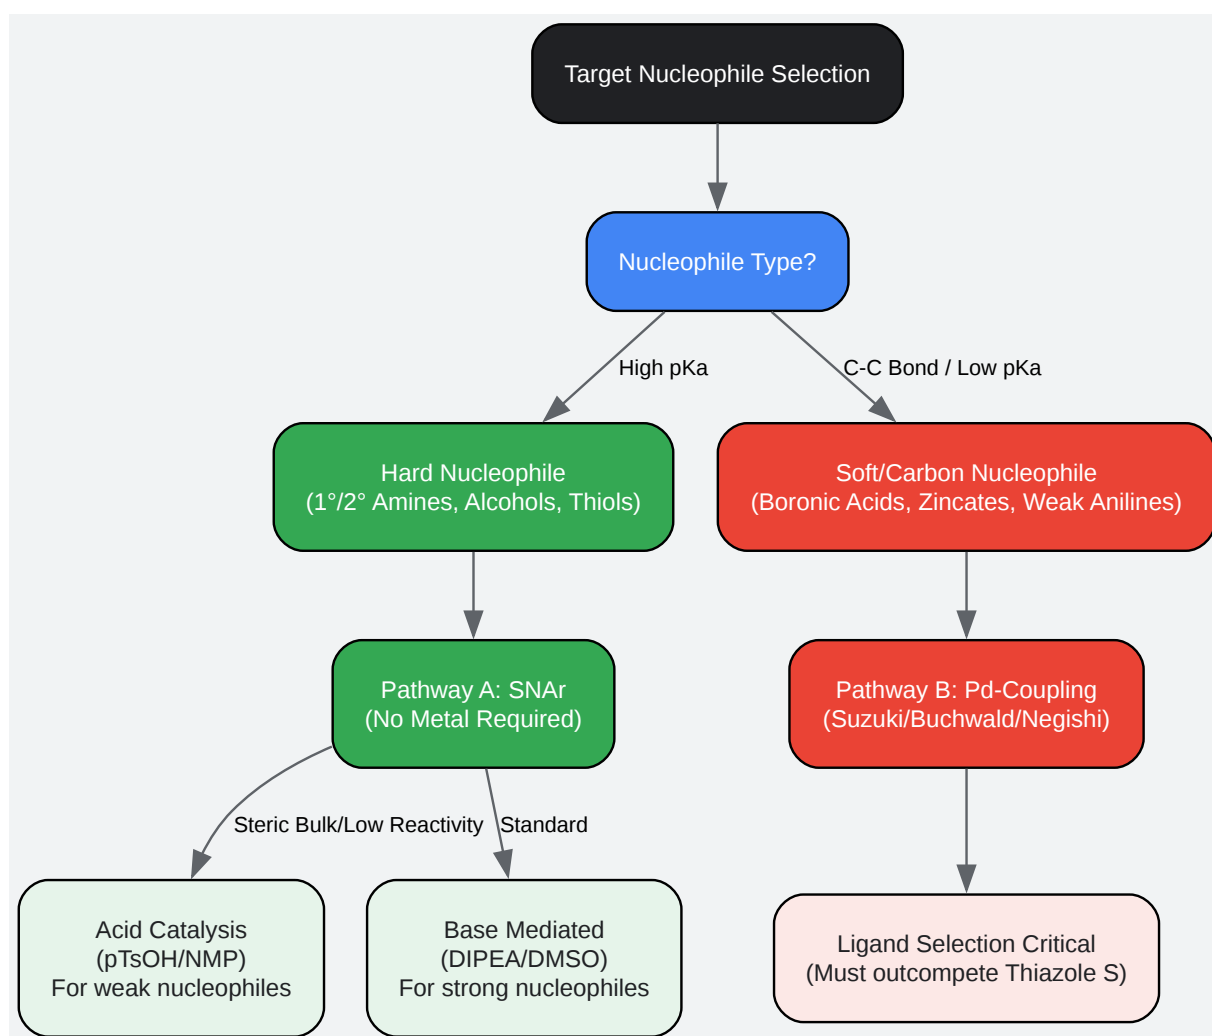 Target Nucleophile Selection
Nucleophile Type?
High pKa
C-C Bond / Low pKa
Hard Nucleophile
(1°/2° Amines, Alcohols, Thiols)
Soft/Carbon Nucleophile
(Boronic Acids, Zincates, Weak Anilines)
Pathway A: SNAr
(No Metal Required)
Pathway B: Pd-Coupling
(Suzuki/Buchwald/Negishi)
Steric Bulk/Low Reactivity
Standard
Acid Catalysis
(pTsOH/NMP)
For weak nucleophiles
Base Mediated
(DIPEA/DMSO)
For strong nucleophiles
Ligand Selection Critical
(Must outcompete Thiazole S)